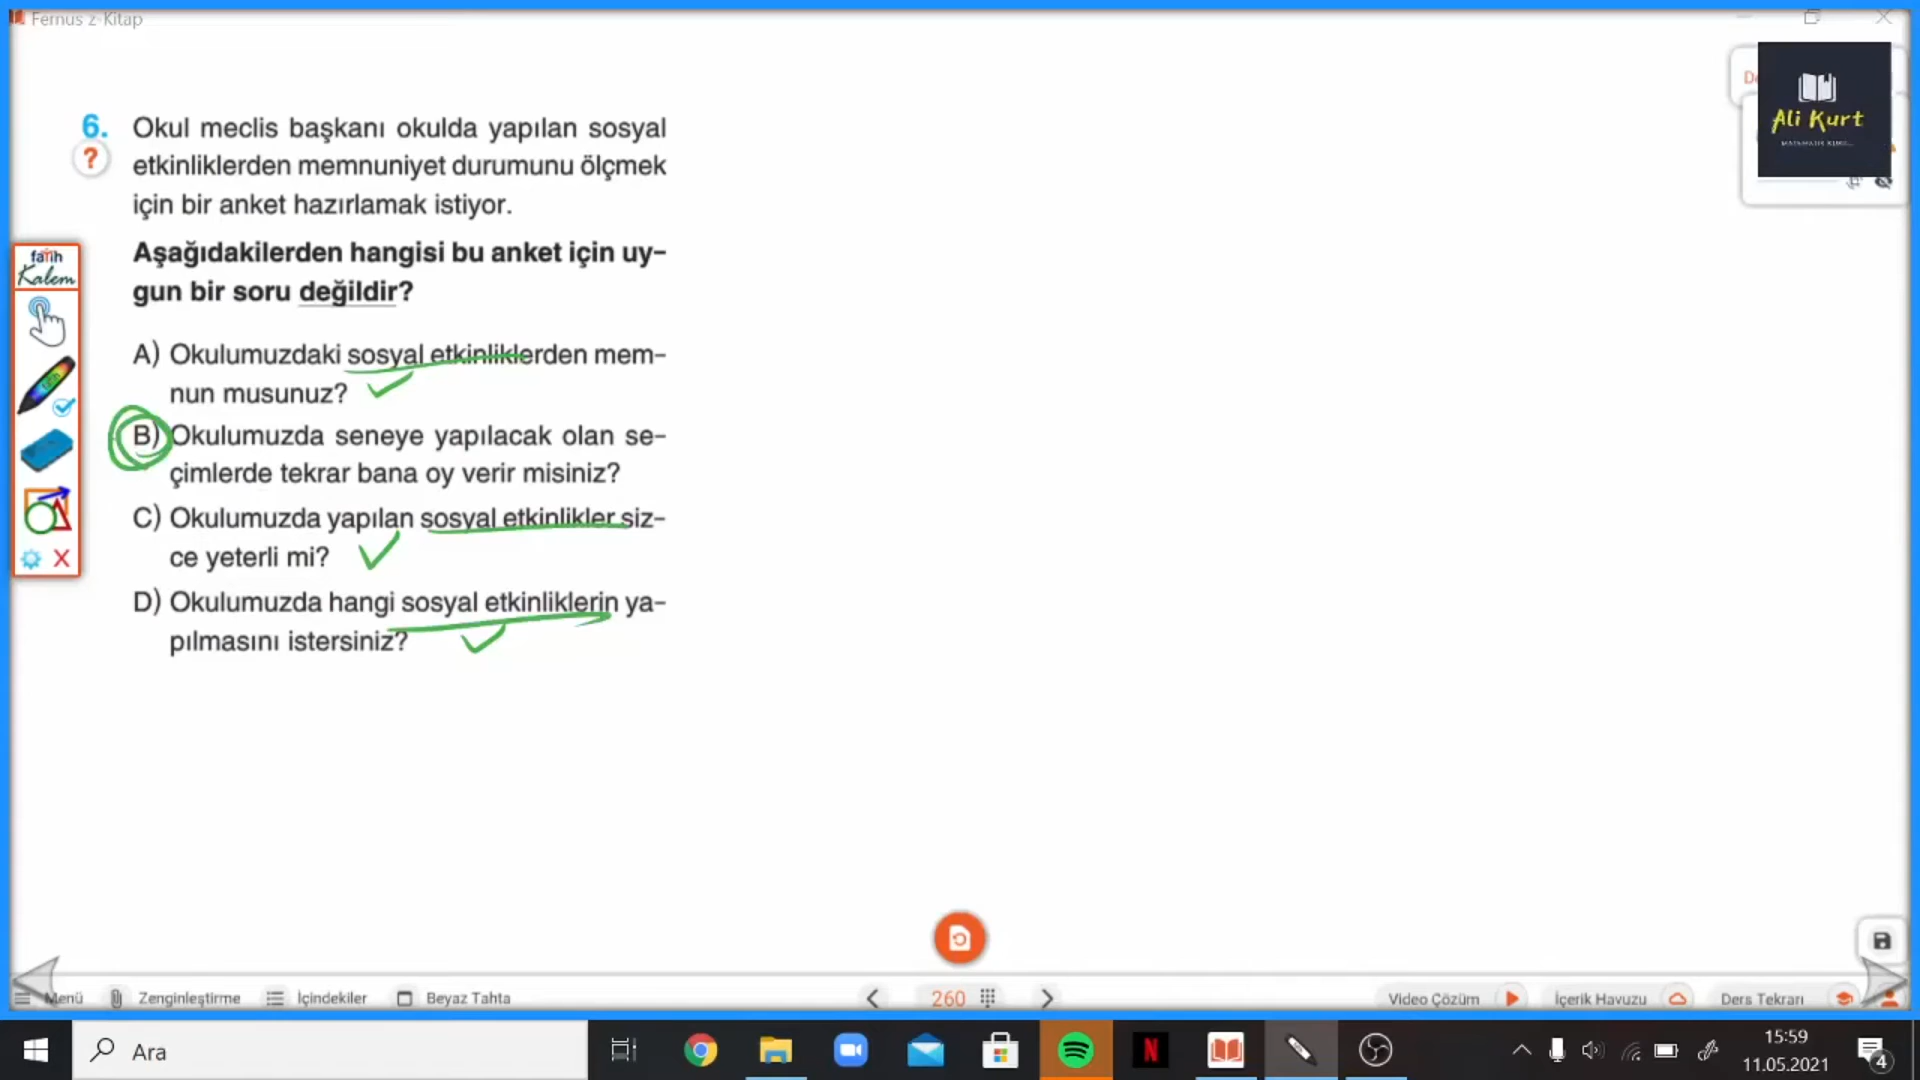 Fernus z-Kitap
Ali Kurt
6.
?
Okul meclis başkanı okulda yapılan sosyal
etkinliklerden memnuniyet durumunu ölçmek
için bir anket hazırlamak istiyor.
Aşağıdakilerden hangisi bu anket için uy-
gun bir soru değildir?
fatih
Kalem
A) Okulumuzdaki sosyal etkinliklerden mem-
nun musunuz?
B) Okulumuzda seneye yapılacak olan se-
çimlerde tekrar bana oy verir misiniz?
C) Okulumuzda yapılan sosyal etkinlikler siz-
ce yeterli mi?
D) Okulumuzda hangi sosyal etkinliklerin ya-
pılmasını istersiniz?
Menü Zenginleştirme İçindekiler Beyaz Tahta 260 Video Çözüm İçerik Havuzu Ders Tekrarı
Ara
15:59
11.05.2021
4